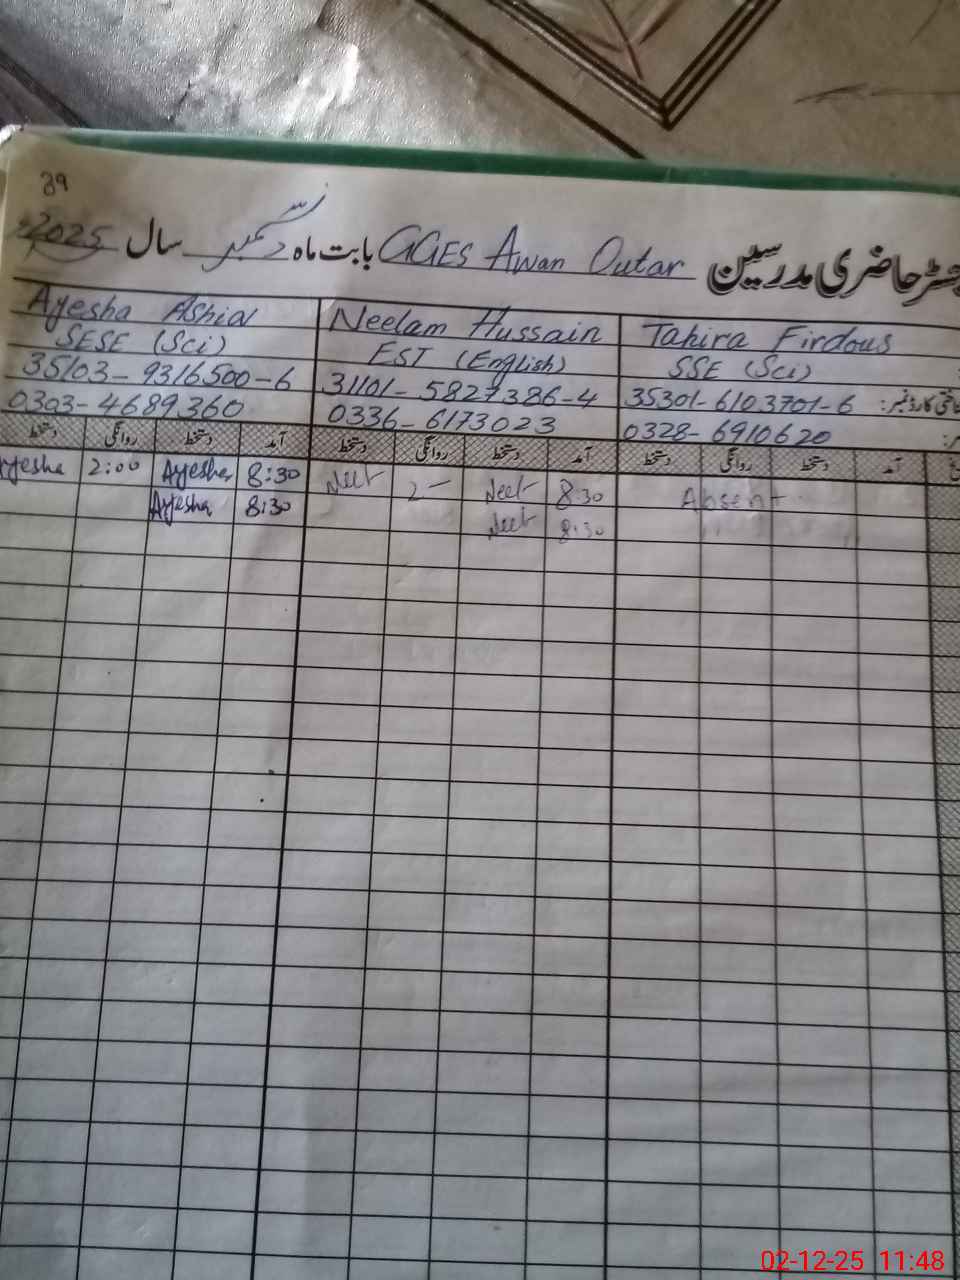 39
حاضری مدرسین GGES Awan Outar بابت ماہ دسمبر سال 2025
Ayesha Ashia
SESE (Sci)
35103-9316500-6
0303-4689360
Neelam Hussain
EST (English)
31101-5827386-4
0336-6173023
Tahira Firdous
SSE (Sci)
35301-6103701-6
0328-6910620
آمد دستخط روانگی دستخط آمد دستخط روانگی دستخط آمد دستخط روانگی دستخط
Absent 8:30 Neel 2- Neel 8:30 Ayesha 2:00 Ayesha
8:30 Neel 8:30 Ayesha
02-12-25 11:48